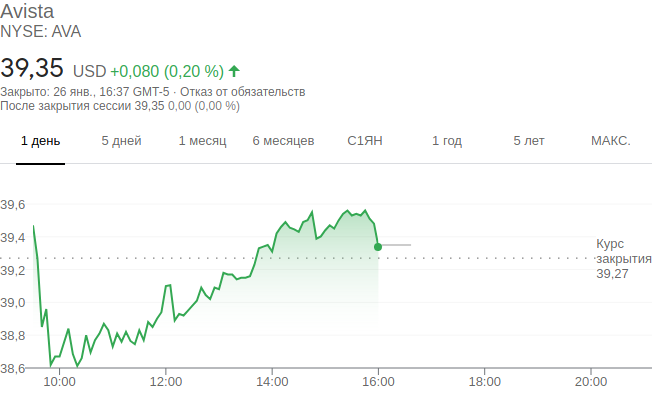 Avista
NYSE: AVA
39,35 USD +0,080 (0,20 %)
Закрыто: 26 янв., 16:37 GMT-5 · Отказ от обязательств
После закрытия сессии 39,35 0,00 (0,00 %)
1 день 5 дней 1 месяц 6 месяцев С1ЯН 1 год 5 лет МАКС.
39,6
39,4
39,2
39,0
38,8
38,6
Курс
закрытия
39,27
10:00 12:00 14:00 16:00 18:00 20:00